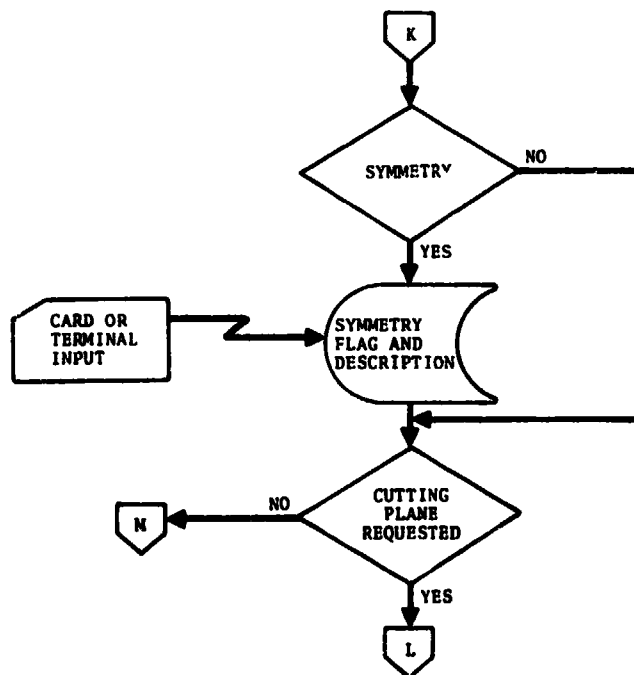 K
SYMMETRY
NO
YES
CARD OR
TERMINAL
INPUT
SYMMETRY
FLAG AND
DESCRIPTION
CUTTING
PLANE
REQUESTED
NO
M
YES
L